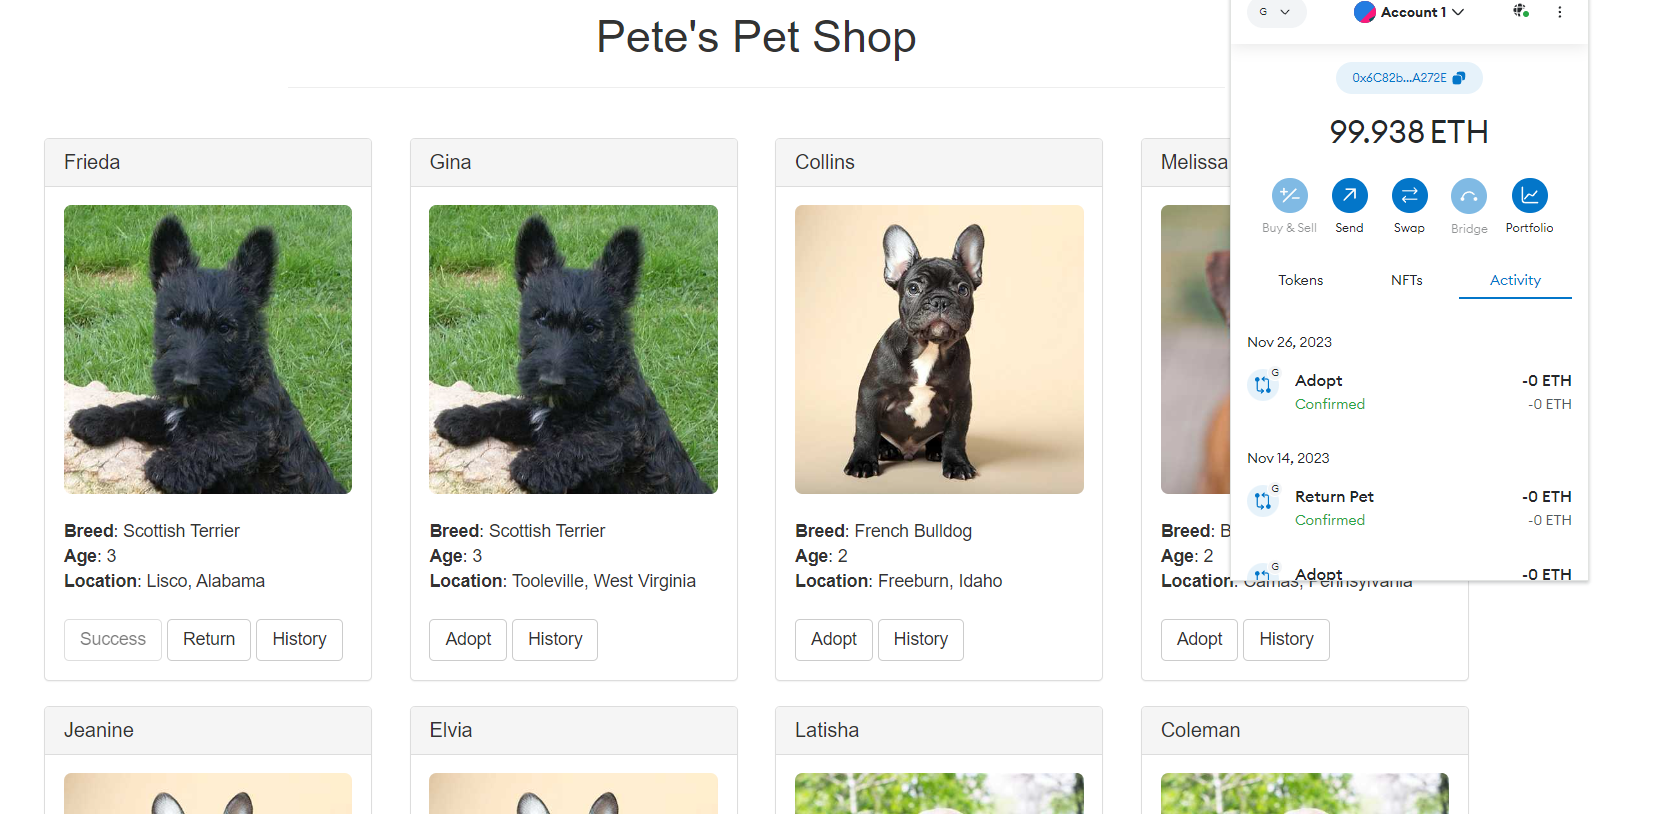 Pete's Pet Shop
Frieda
Breed: Scottish Terrier
Age: 3
Location: Lisco, Alabama
Success Return History
Gina
Breed: Scottish Terrier
Age: 3
Location: Tooleville, West Virginia
Adopt History
Collins
Breed: French Bulldog
Age: 2
Location: Freeburn, Idaho
Adopt History
Melissa
Breed: B
Age: 2
Location: Camas, Pennsylvania
Adopt History
Jeanine
Elvia
Latisha
Coleman
G
Account 1
0x6C82b...A272E
99.938 ETH
Buy & Sell Send Swap Bridge Portfolio
Tokens NFTs Activity
Nov 26, 2023
G
Adopt -0 ETH
Confirmed -0 ETH
Nov 14, 2023
G
Return Pet -0 ETH
Confirmed -0 ETH
G
Adopt -0 ETH